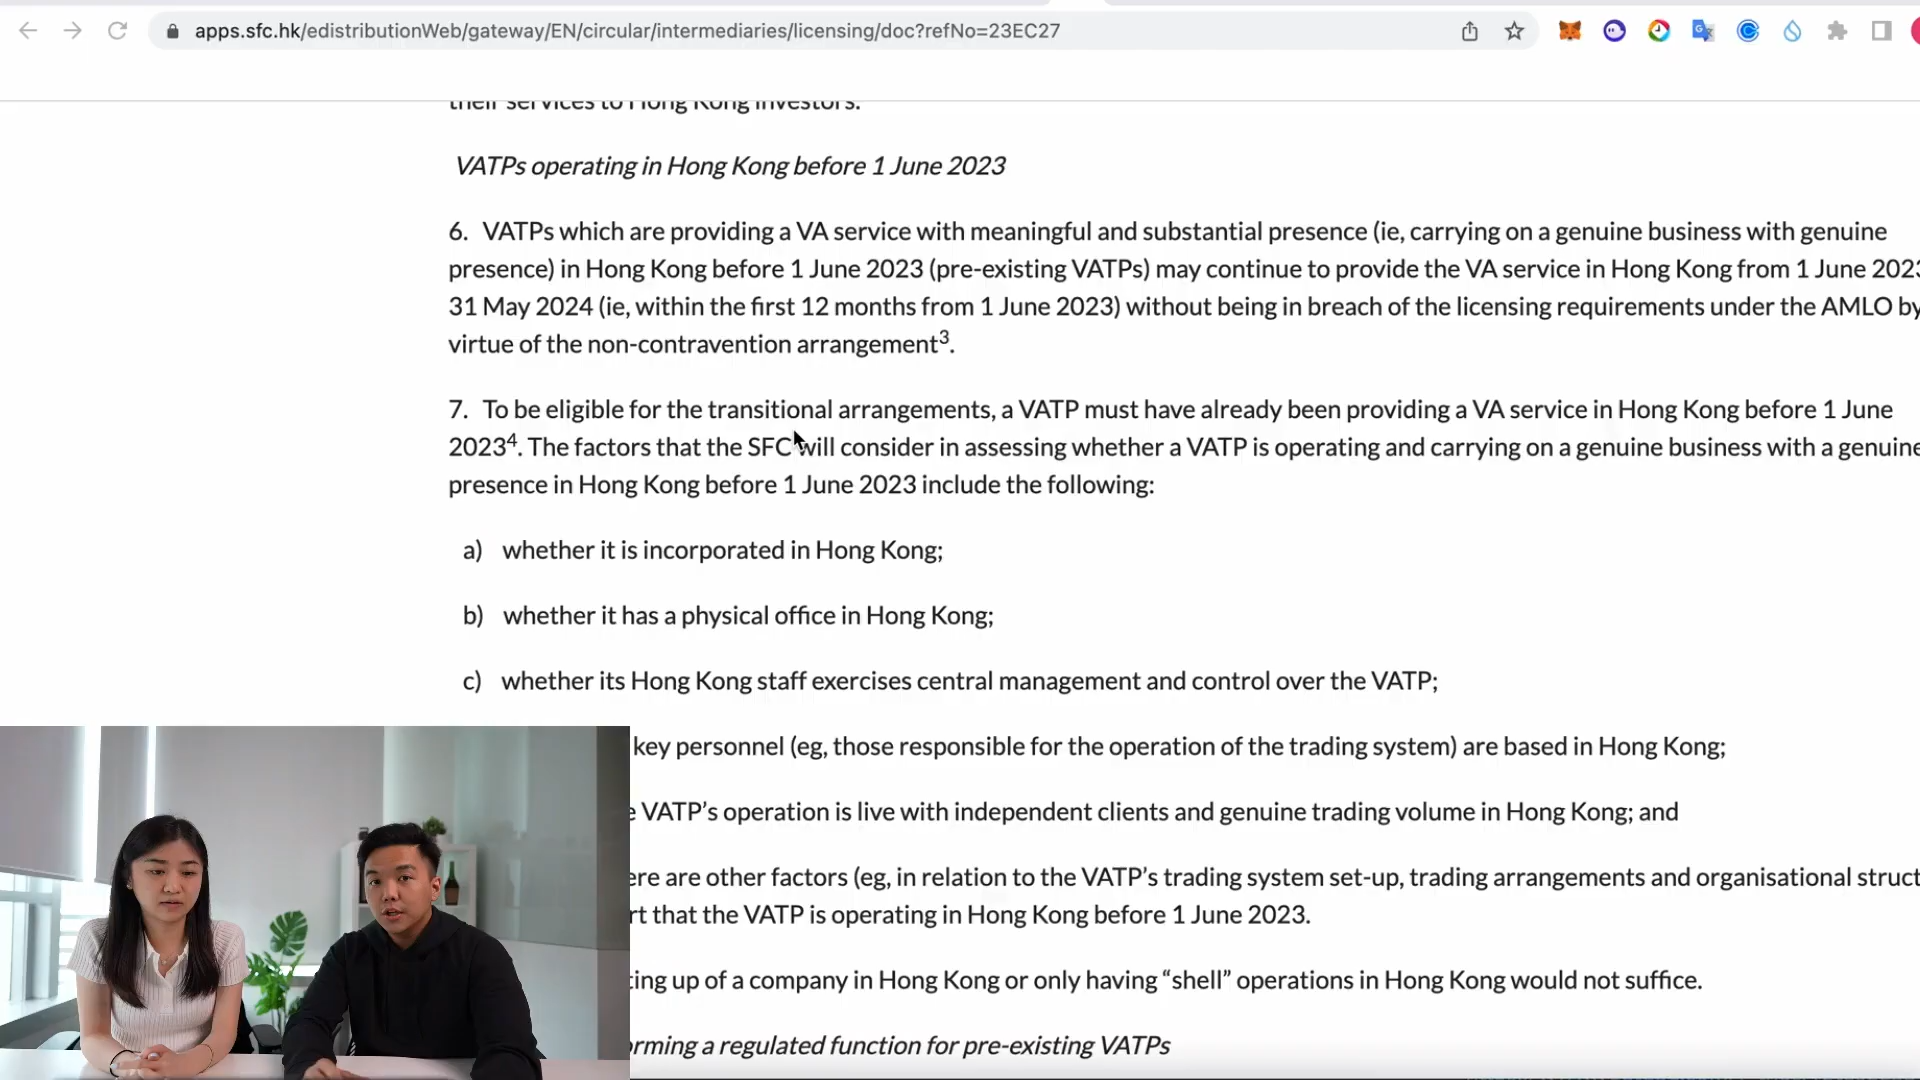 apps.sfc.hk/edistributionWeb/gateway/EN/circular/intermediaries/licensing/doc?refNo=23EC27
their services to Hong Kong investors.
VATPs operating in Hong Kong before 1 June 2023
6. VATPs which are providing a VA service with meaningful and substantial presence (ie, carrying on a genuine business with genuine
presence) in Hong Kong before 1 June 2023 (pre-existing VATPs) may continue to provide the VA service in Hong Kong from 1 June 2023
31 May 2024 (ie, within the first 12 months from 1 June 2023) without being in breach of the licensing requirements under the AMLO by
virtue of the non-contravention arrangement3.
7. To be eligible for the transitional arrangements, a VATP must have already been providing a VA service in Hong Kong before 1 June
20234. The factors that the SFC will consider in assessing whether a VATP is operating and carrying on a genuine business with a genuine
presence in Hong Kong before 1 June 2023 include the following:
a) whether it is incorporated in Hong Kong;
b) whether it has a physical office in Hong Kong;
c) whether its Hong Kong staff exercises central management and control over the VATP;
key personnel (eg, those responsible for the operation of the trading system) are based in Hong Kong;
VATP’s operation is live with independent clients and genuine trading volume in Hong Kong; and
ere are other factors (eg, in relation to the VATP’s trading system set-up, trading arrangements and organisational struct
rt that the VATP is operating in Hong Kong before 1 June 2023.
ting up of a company in Hong Kong or only having “shell” operations in Hong Kong would not suffice.
orming a regulated function for pre-existing VATPs